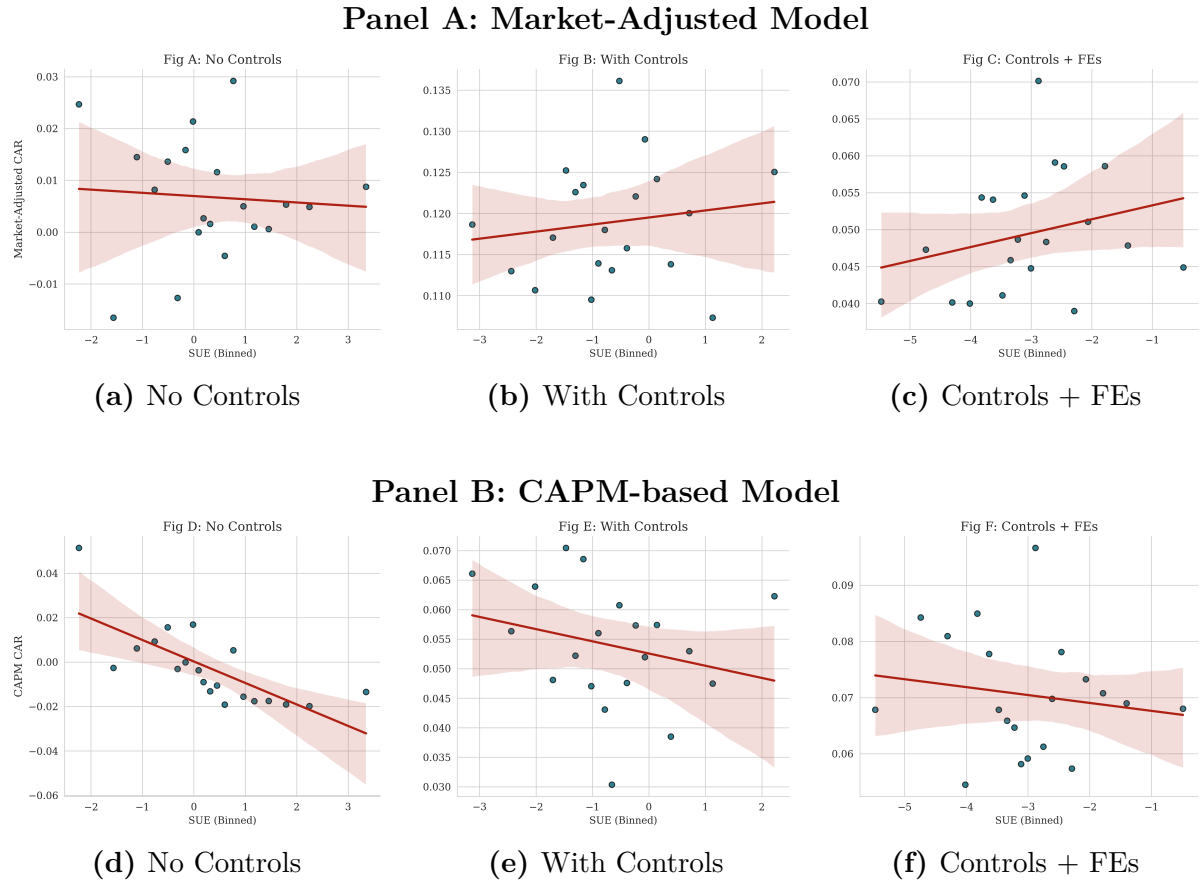 Panel A: Market-Adjusted Model
Fig A: No Controls
Fig B: With Controls
Fig C: Controls + FEs
Market-Adjusted CAR
0.03
0.02
0.01
0.00
−0.01
−2 −1 0 1 2 3
SUE (Binned)
0.135
0.130
0.125
0.120
0.115
0.110
−3 −2 −1 0 1 2
SUE (Binned)
0.070
0.065
0.060
0.055
0.050
0.045
0.040
−5 −4 −3 −2 −1
SUE (Binned)
(a) No Controls
(b) With Controls
(c) Controls + FEs
Panel B: CAPM-based Model
Fig D: No Controls
Fig E: With Controls
Fig F: Controls + FEs
CAPM CAR
0.04
0.02
0.00
−0.02
−0.04
−0.06
−2 −1 0 1 2 3
SUE (Binned)
0.070
0.065
0.060
0.055
0.050
0.045
0.040
0.035
0.030
−3 −2 −1 0 1 2
SUE (Binned)
0.09
0.08
0.07
0.06
−5 −4 −3 −2 −1
SUE (Binned)
(d) No Controls
(e) With Controls
(f) Controls + FEs